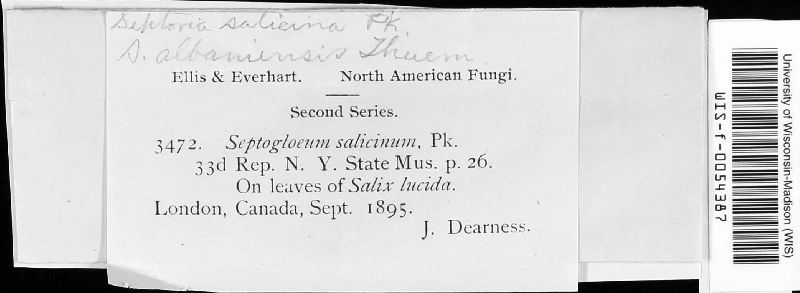 Septoria salicina Pk.
S. albaniensis Thuem.
Ellis & Everhart. North American Fungi.
Second Series.
3472. Septogloeum salicinum, Pk.
33d Rep. N. Y. State Mus. p. 26.
On leaves of Salix lucida.
London, Canada, Sept. 1895.
J. Dearness.
University of Wisconsin-Madison (WIS)
WIS-f-0054387